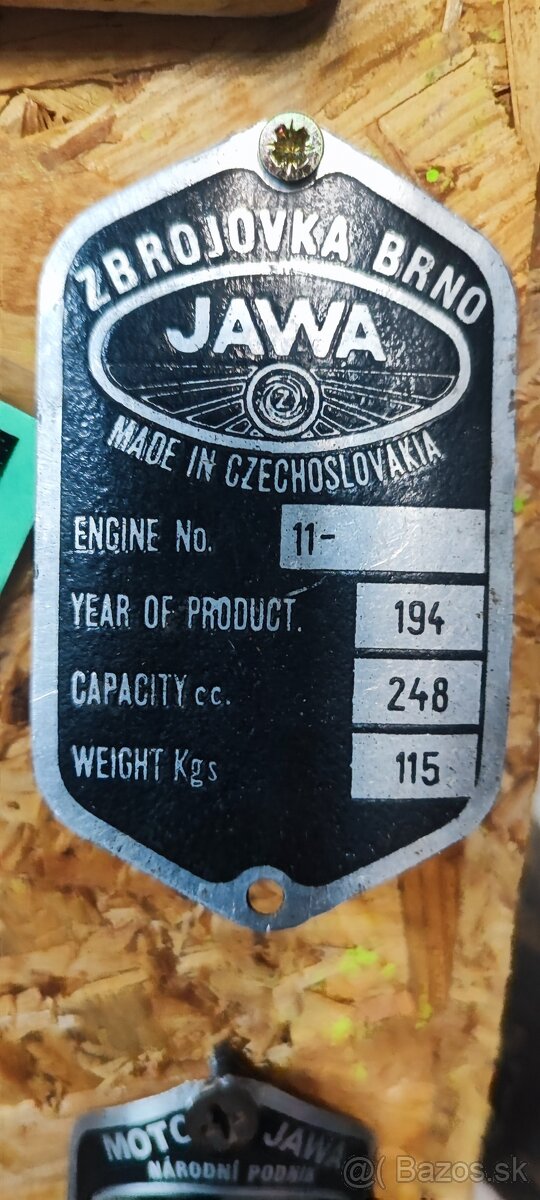 ZBROJOVKA BRNO
JAWA
Z
MADE IN CZECHOSLOVAKIA
ENGINE No. 11-
YEAR OF PRODUCT. 194
CAPACITY cc. 248
WEIGHT Kgs 115
JAWA
NÁRODNÍ PODNIK
@( Bazos.sk